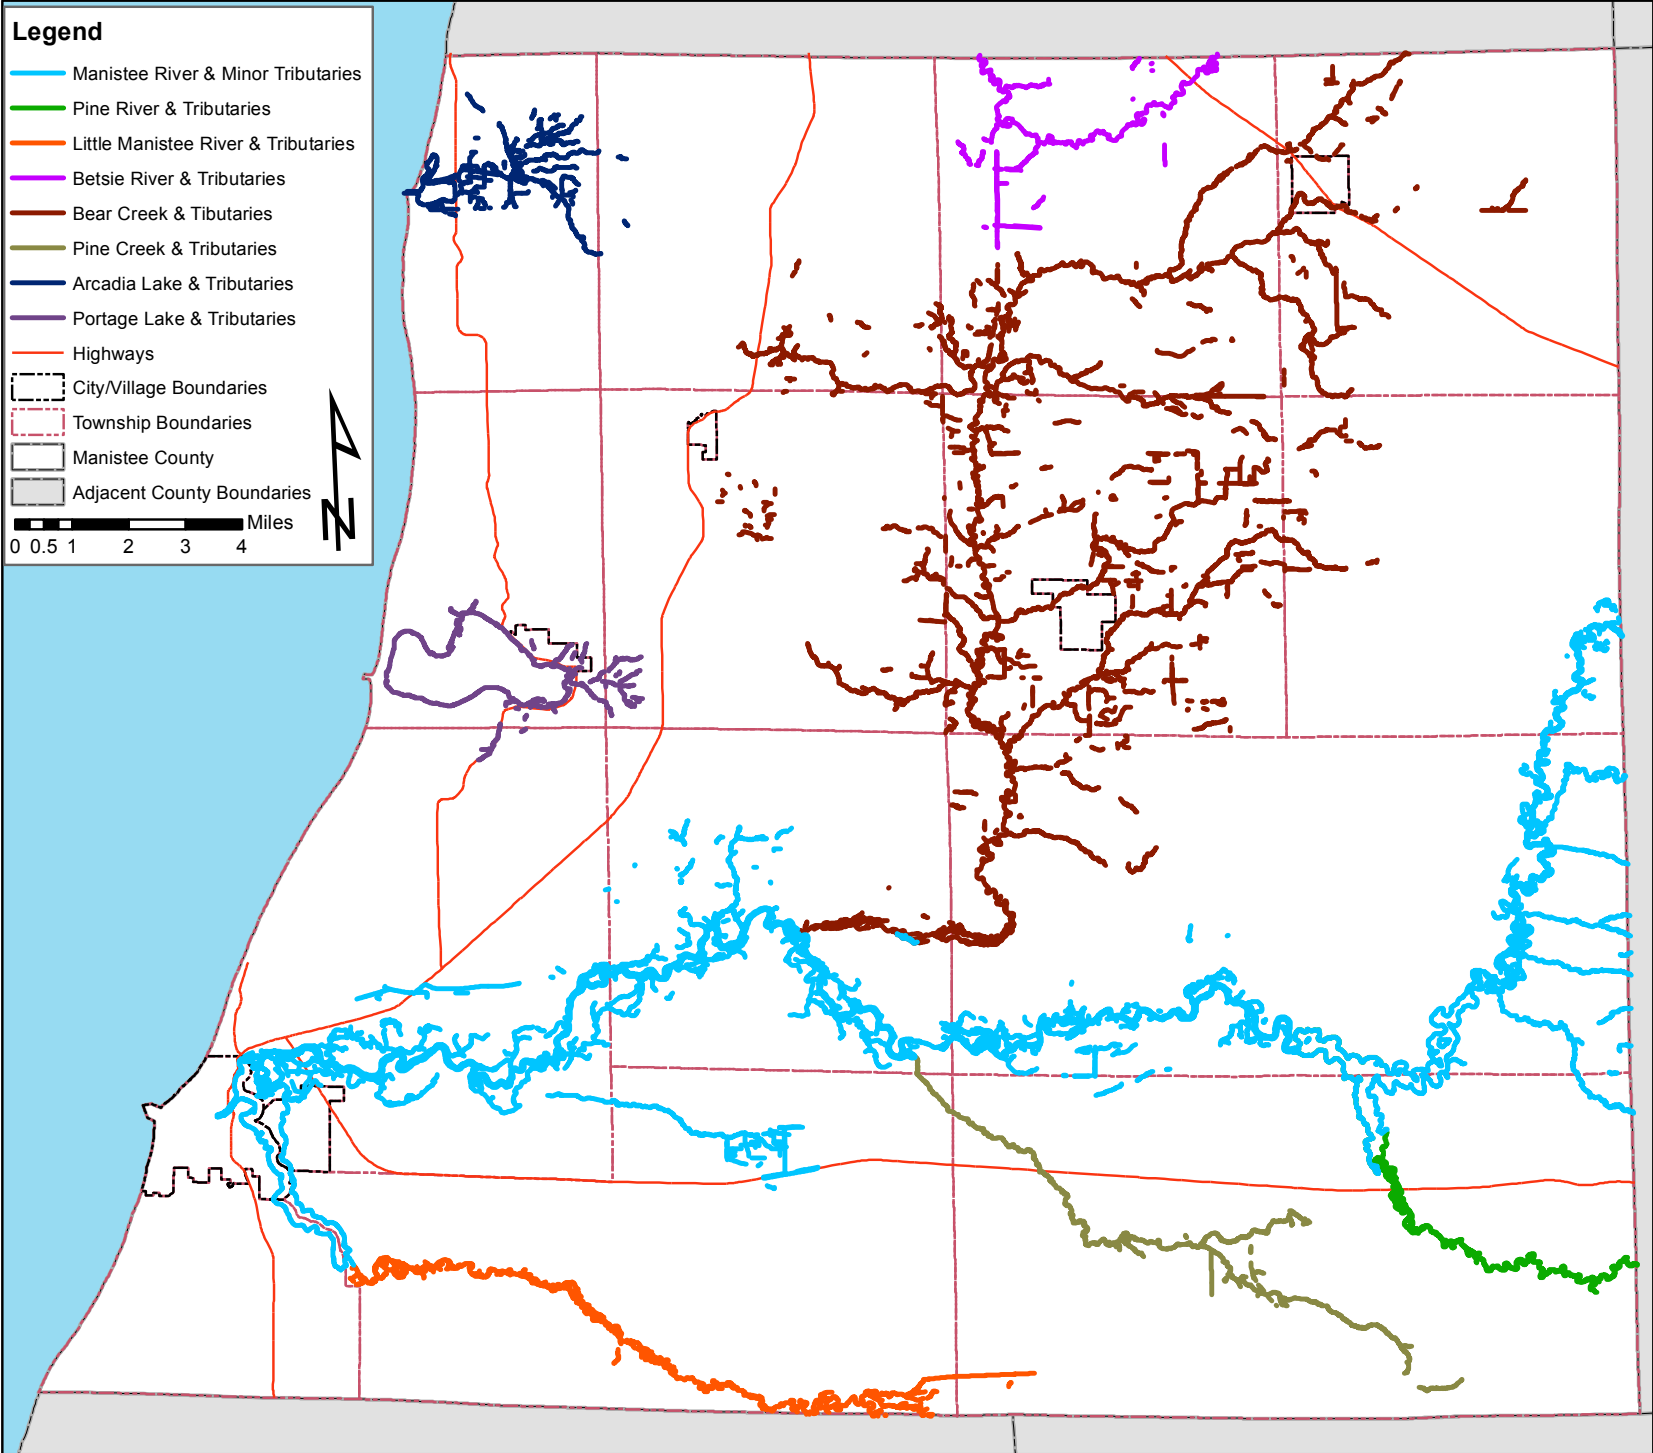 Legend
Manistee River & Minor Tributaries
Pine River & Tributaries
Little Manistee River & Tributaries
Betsie River & Tributaries
Bear Creek & Tibutaries
Pine Creek & Tributaries
Arcadia Lake & Tributaries
Portage Lake & Tributaries
Highways
City/Village Boundaries
Township Boundaries
Manistee County
Adjacent County Boundaries
Miles
0 0.5 1 2 3 4
N